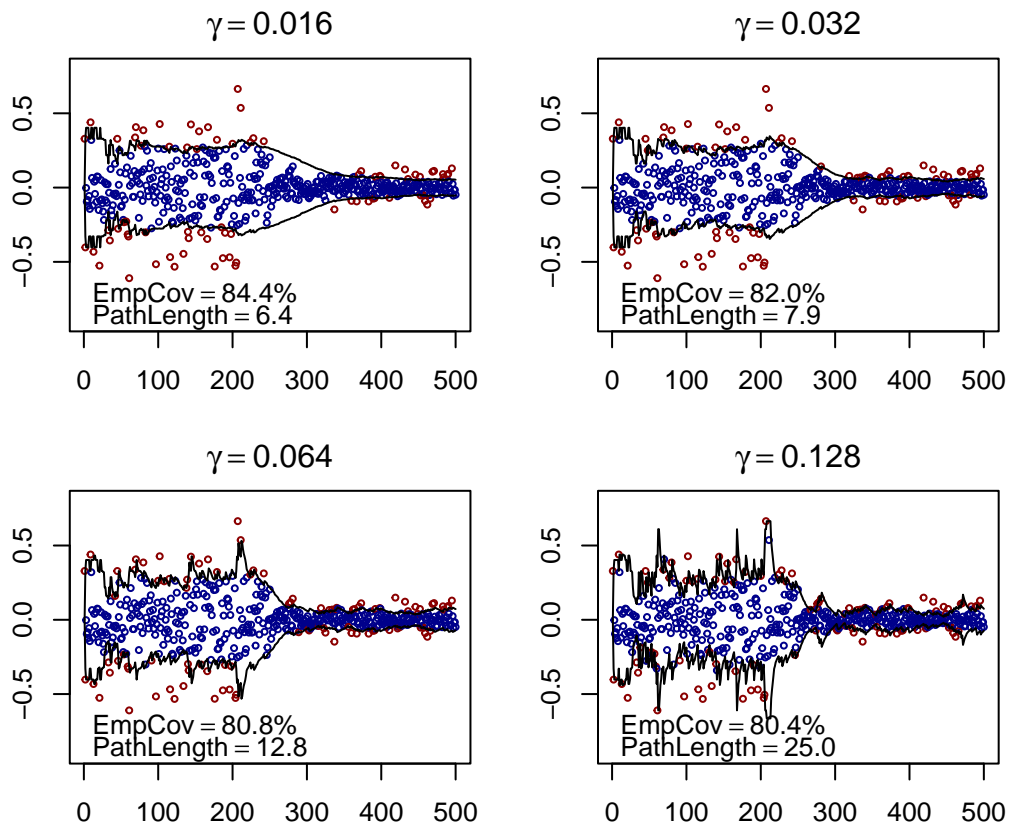 γ = 0.016
0.5
0.0
−0.5
EmpCov = 84.4%
PathLength = 6.4
0 100 200 300 400 500
γ = 0.032
0.5
0.0
−0.5
EmpCov = 82.0%
PathLength = 7.9
0 100 200 300 400 500
γ = 0.064
0.5
0.0
−0.5
EmpCov = 80.8%
PathLength = 12.8
0 100 200 300 400 500
γ = 0.128
0.5
0.0
−0.5
EmpCov = 80.4%
PathLength = 25.0
0 100 200 300 400 500